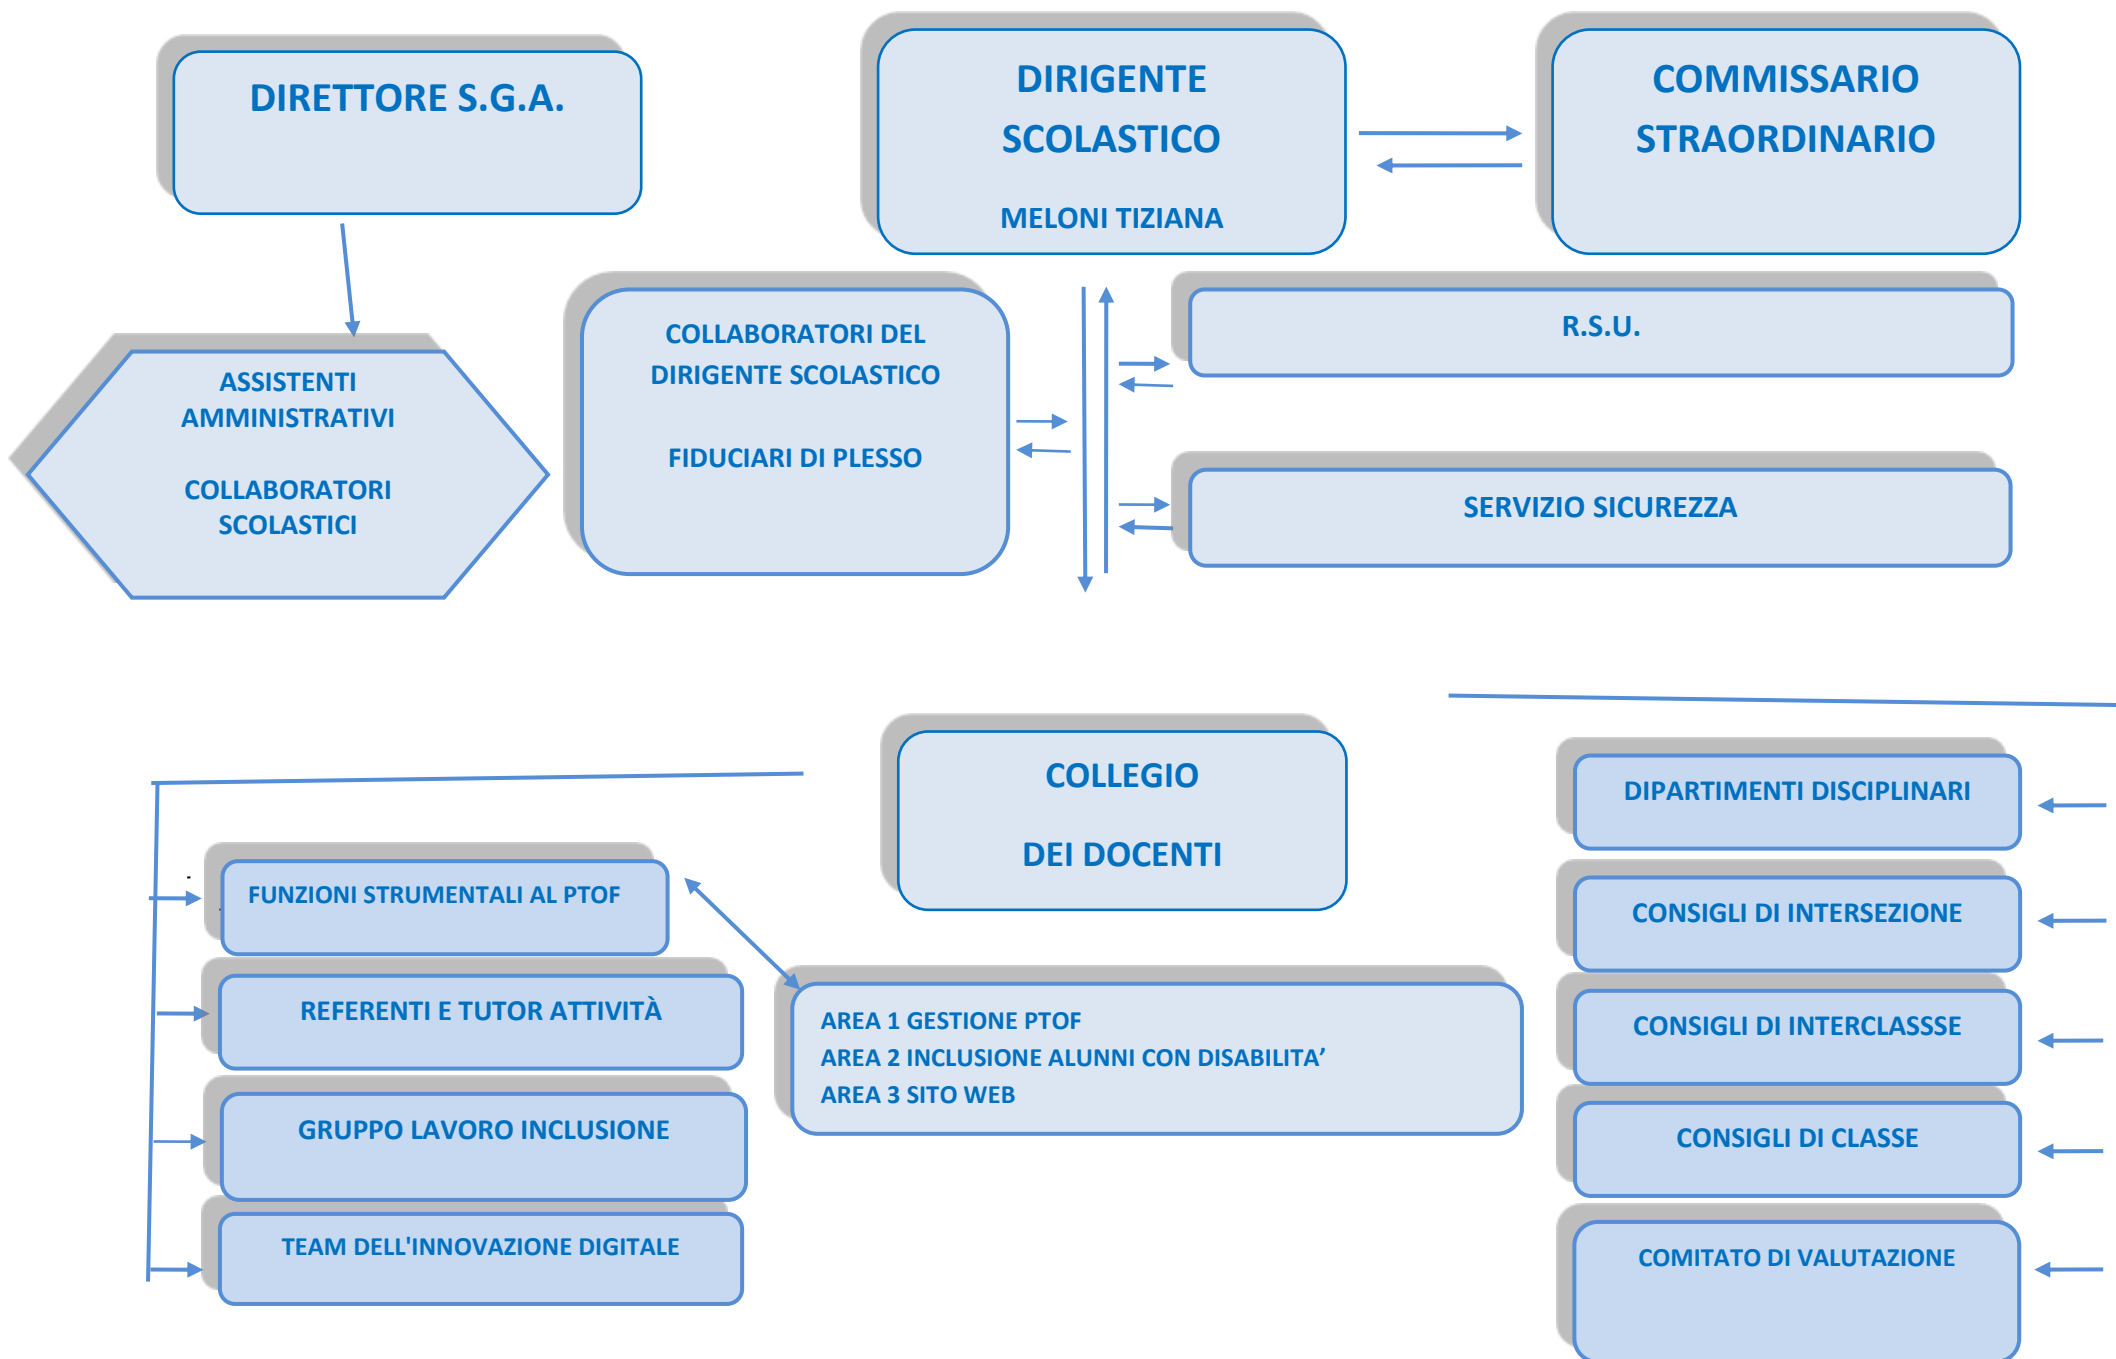 DIRETTORE S.G.A.
DIRIGENTE
SCOLASTICO
MELONI TIZIANA
COMMISSARIO
STRAORDINARIO
ASSISTENTI
AMMINISTRATIVI
COLLABORATORI
SCOLASTICI
COLLABORATORI DEL
DIRIGENTE SCOLASTICO
FIDUCIARI DI PLESSO
R.S.U.
SERVIZIO SICUREZZA
COLLEGIO
DEI DOCENTI
FUNZIONI STRUMENTALI AL PTOF
REFERENTI E TUTOR ATTIVITÀ
GRUPPO LAVORO INCLUSIONE
TEAM DELL'INNOVAZIONE DIGITALE
AREA 1 GESTIONE PTOF
AREA 2 INCLUSIONE ALUNNI CON DISABILITA’
AREA 3 SITO WEB
DIPARTIMENTI DISCIPLINARI
CONSIGLI DI INTERSEZIONE
CONSIGLI DI INTERCLASSSE
CONSIGLI DI CLASSE
COMITATO DI VALUTAZIONE